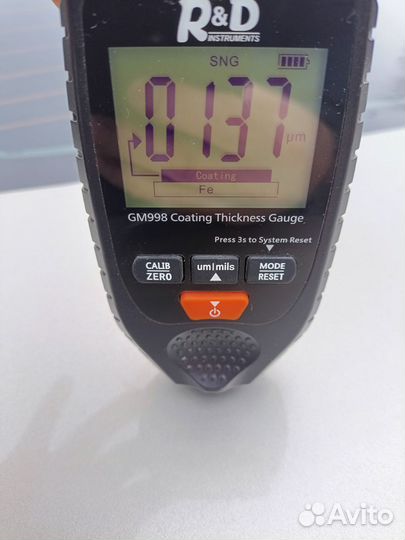 R&D
INSTRUMENTS
SNG
0137 µm
Coating
Fe
GM998 Coating Thickness Gauge
Press 3s to System Reset
CALIB
ZERO
um|mils
MODE
RESET
Avito